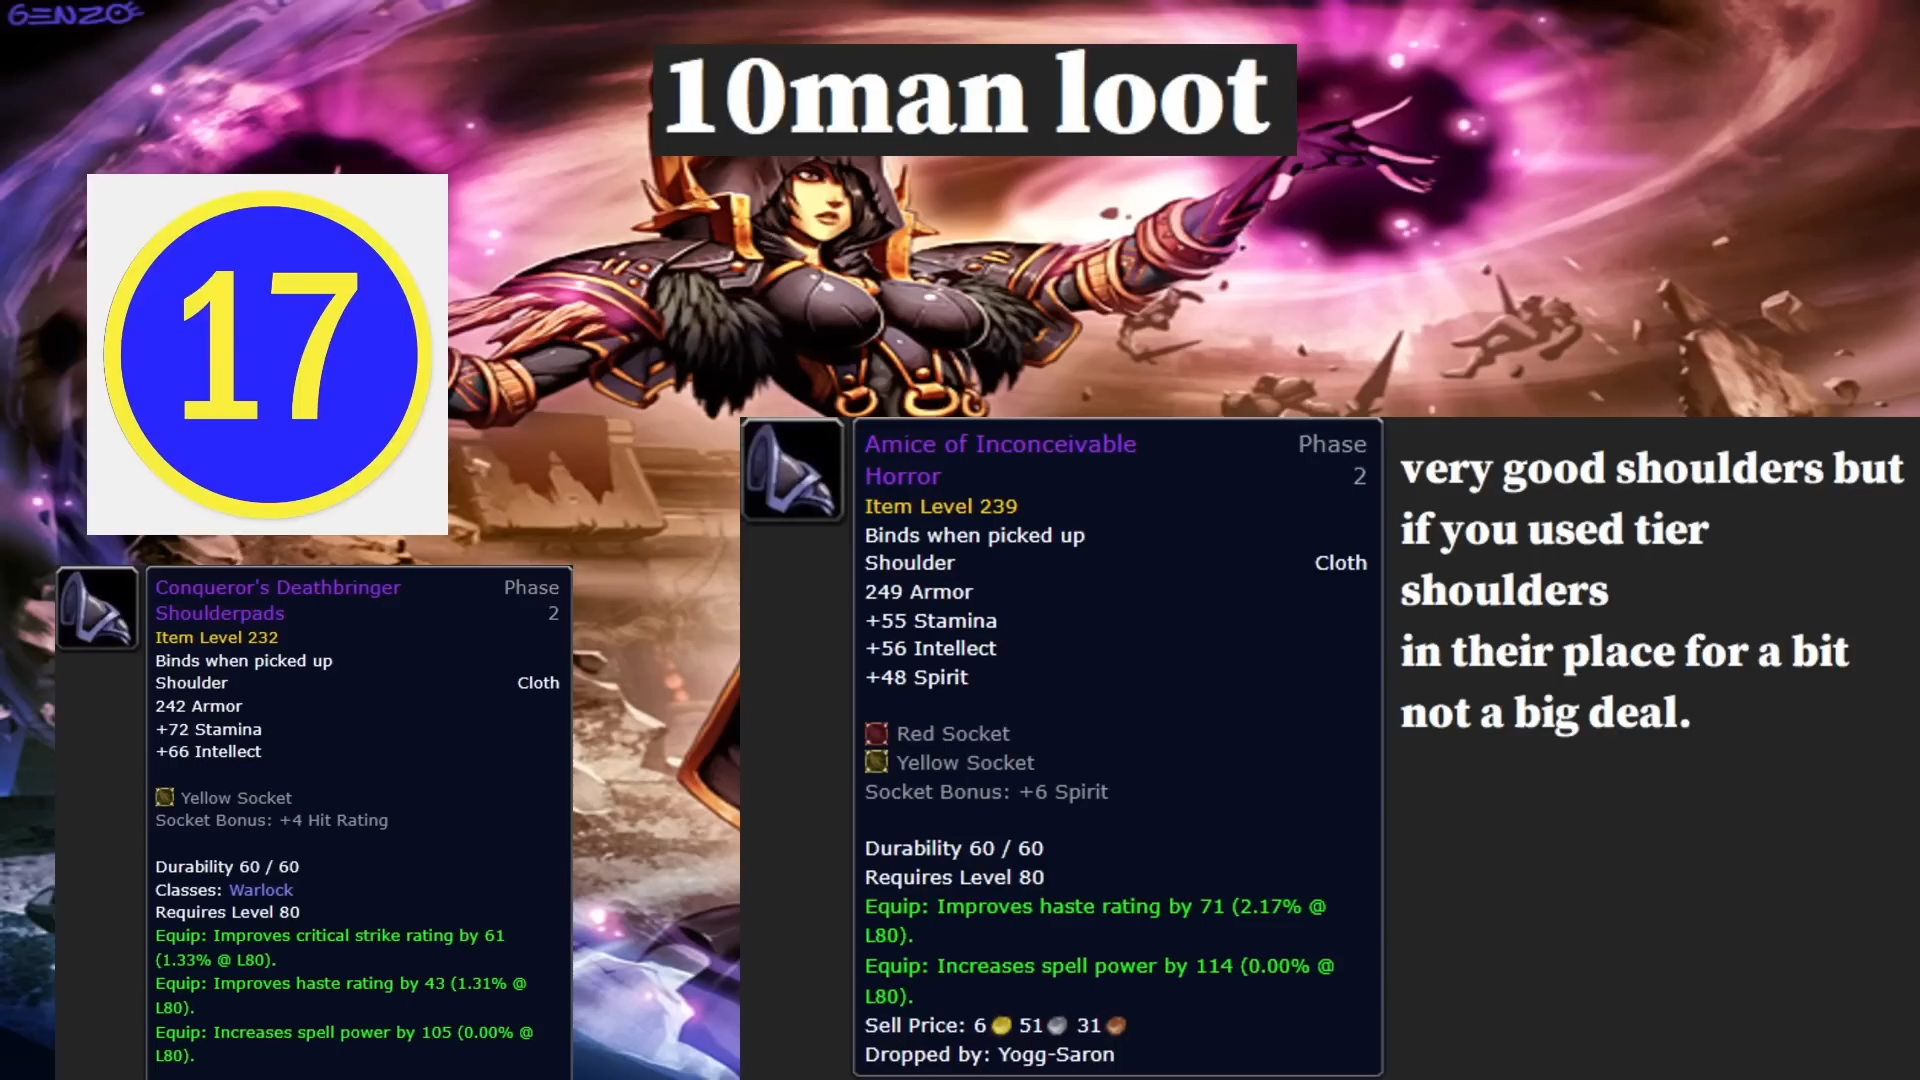 GENZO
10man loot
17
Conqueror's Deathbringer Phase
Shoulderpads 2
Item Level 232
Binds when picked up
Shoulder Cloth
242 Armor
+72 Stamina
+66 Intellect
Yellow Socket
Socket Bonus: +4 Hit Rating
Durability 60 / 60
Classes: Warlock
Requires Level 80
Equip: Improves critical strike rating by 61
(1.33% @ L80).
Equip: Improves haste rating by 43 (1.31% @
L80).
Equip: Increases spell power by 105 (0.00% @
L80).
Amice of Inconceivable Phase
Horror 2
Item Level 239
Binds when picked up
Shoulder Cloth
249 Armor
+55 Stamina
+56 Intellect
+48 Spirit
Red Socket
Yellow Socket
Socket Bonus: +6 Spirit
Durability 60 / 60
Requires Level 80
Equip: Improves haste rating by 71 (2.17% @
L80).
Equip: Increases spell power by 114 (0.00% @
L80).
Sell Price: 6 51 31
Dropped by: Yogg-Saron
very good shoulders but
if you used tier
shoulders
in their place for a bit
not a big deal.